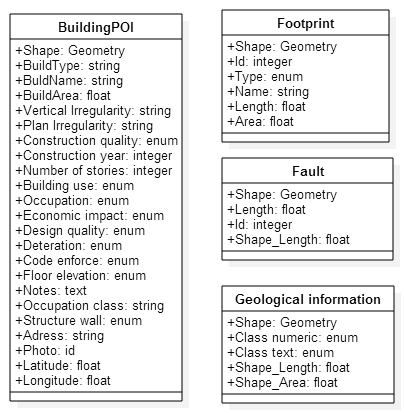 BuildingPOI
+Shape: Geometry
+BuildType: string
+BuldName: string
+BuildArea: float
+Vertical Irregularity: string
+Plan Irregularity: string
+Construction quality: enum
+Construction year: integer
+Number of stories: integer
+Building use: enum
+Occupation: enum
+Economic impact: enum
+Design quality: enum
+Deteration: enum
+Code enforce: enum
+Floor elevation: enum
+Notes: text
+Occupation class: string
+Structure wall: enum
+Adress: string
+Photo: id
+Latitude: float
+Longitude: float
Footprint
+Shape: Geometry
+Id: integer
+Type: enum
+Name: string
+Length: float
+Area: float
Fault
+Shape: Geometry
+Length: float
+Id: integer
+Shape_Length: float
Geological information
+Shape: Geometry
+Class numeric: enum
+Class text: enum
+Shape_Length: float
+Shape_Area: float